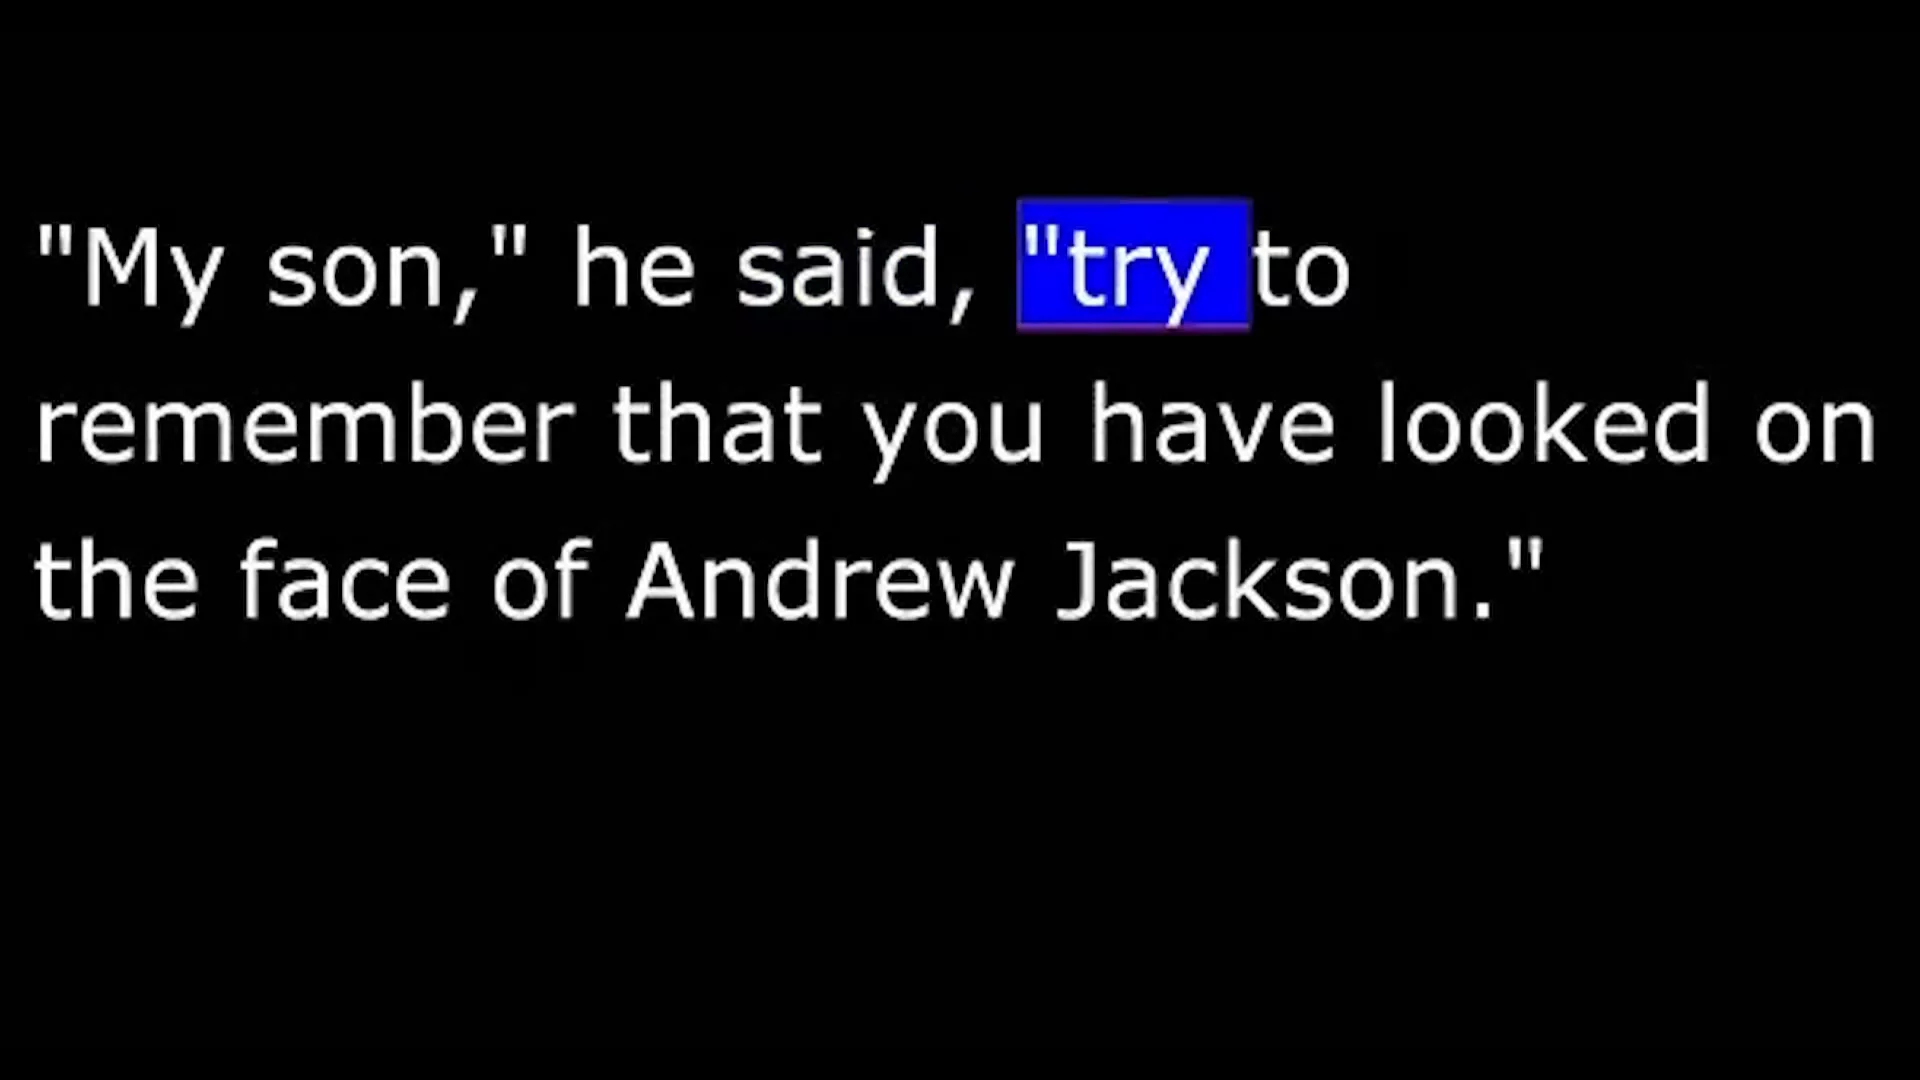 "My son," he said, "try to
remember that you have looked on
the face of Andrew Jackson."